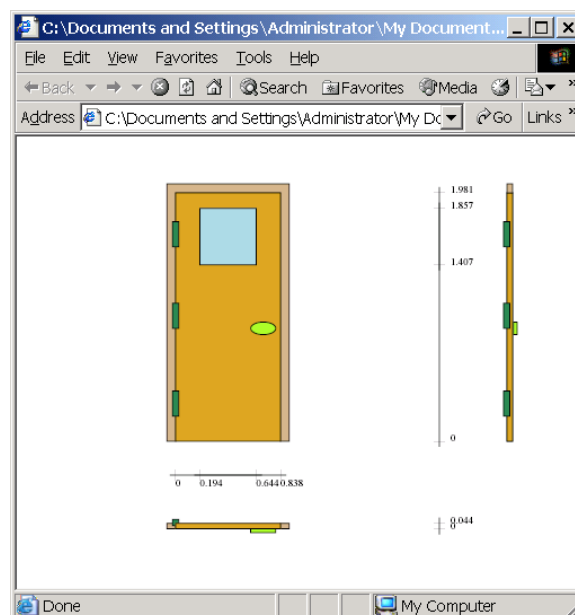 C:\Documents and Settings\Administrator\My Document...
File Edit View Favorites Tools Help
Back Search Favorites Media »
Address C:\Documents and Settings\Administrator\My Do Go Links »
1.981
1.857
1.407
0
0 0.194 0.644 0.838
0.044
0
Done My Computer